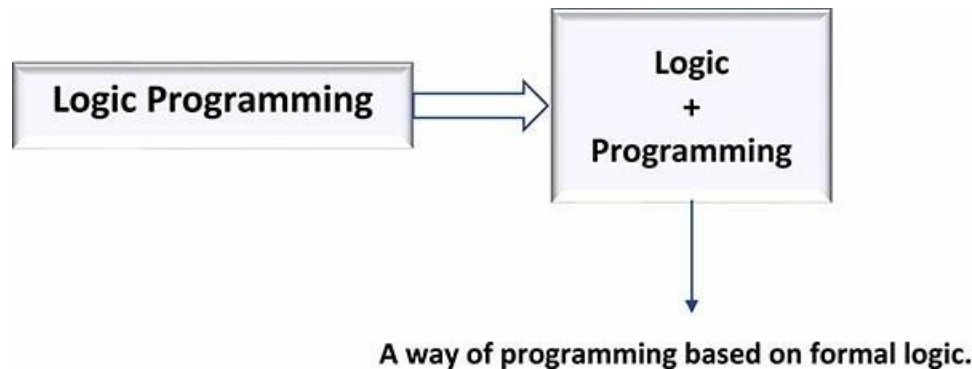 Logic Programming
Logic
+
Programming
A way of programming based on formal logic.